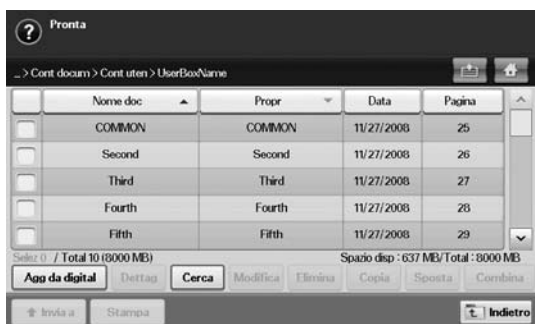 Pronta
_ > Cont docum > Cont uten > UserBoxName
Nome doc Propr Data Pagina
COMMON COMMON 11/27/2008 25
Second Second 11/27/2008 26
Third Third 11/27/2008 27
Fourth Fourth 11/27/2008 28
Fifth Fifth 11/27/2008 29
Selez 0 / Total 10 (8000 MB) Spazio disp : 637 MB/Total : 8000 MB
Agg da digital Dettag Cerca Modifica Elimina Copia Sposta Combina
Invia a Stampa Indietro